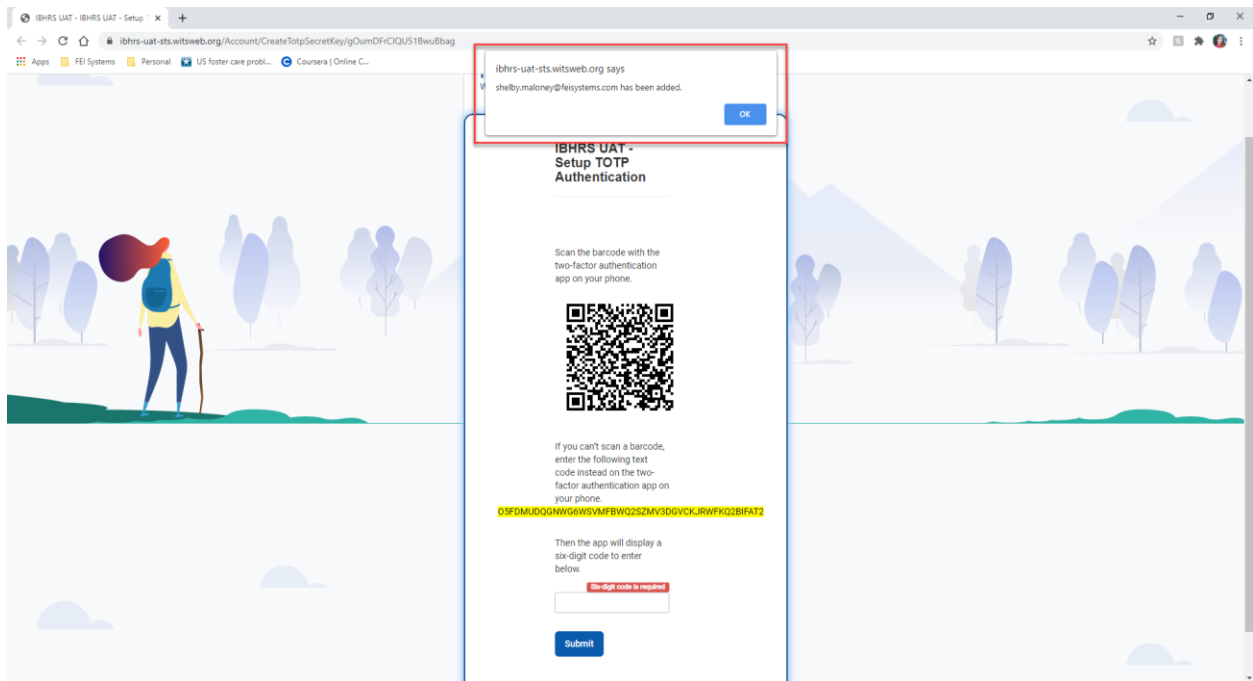 IBHRS UAT - IBHRS UAT - Setup T
ibhrs-uat-sts.witsweb.org/Account/CreateTotpSecretKey/gOumDFrCIQU51BwuBbag
Apps FEI Systems Personal US foster care probl... Coursera | Online C...
ibhrs-uat-sts.witsweb.org says
shelby.maloney@feisystems.com has been added.
OK
IBHRS UAT -
Setup TOTP
Authentication
Scan the barcode with the
two-factor authentication
app on your phone.
If you can't scan a barcode,
enter the following text
code instead on the two-
factor authentication app on
your phone.
O5FDMUDQGNWG6WSVMFBWQ2SZMV3DGVCKJRWFKQ2BIFAT2
Then the app will display a
six-digit code to enter
below.
Six-digit code is required
Submit